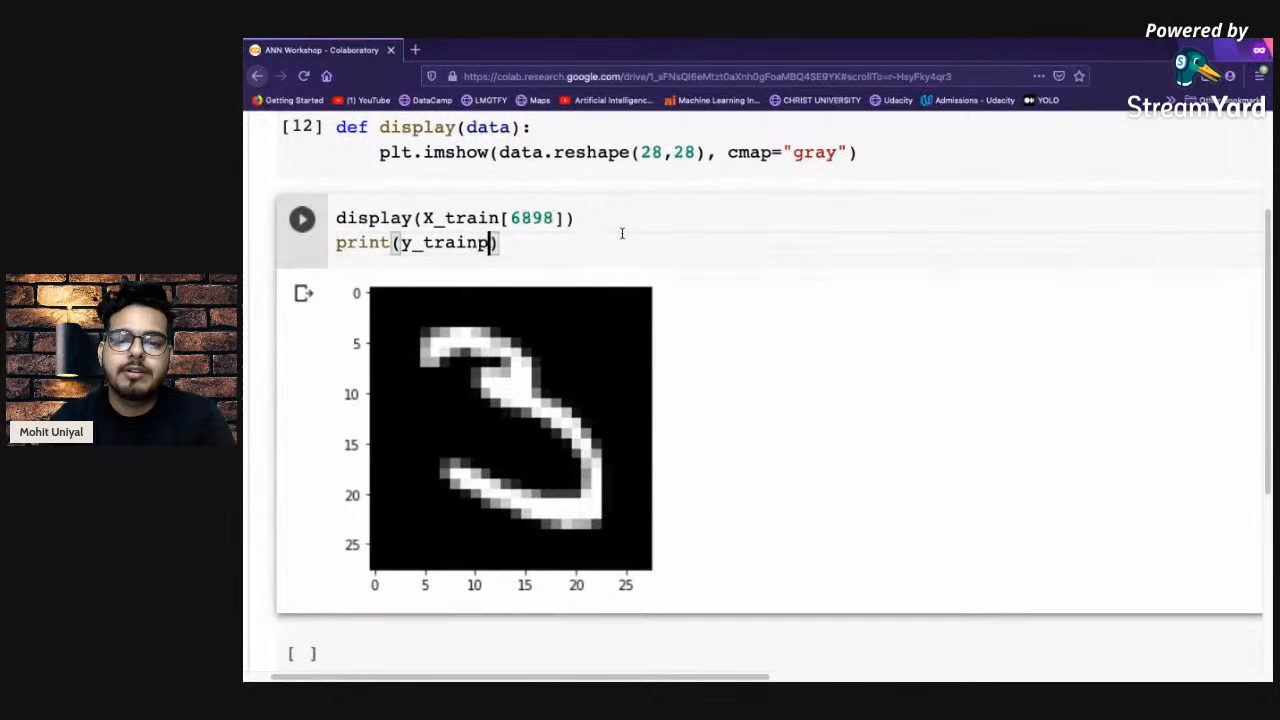 Powered by
StreamYard
ANN Workshop - Colaboratory
https://colab.research.google.com/drive/1_sFNsQI6eMtzt0aXnh0gFoaMBQ4SE9YK#scrollTo=r-HsyFky4qr3
Getting Started
(1) YouTube
DataCamp
LMGTFY
Maps
Artificial Intelligenc...
Machine Learning In...
CHRIST UNIVERSITY
Udacity
Admissions - Udacity
YOLO
[12] def display(data):
plt.imshow(data.reshape(28,28), cmap="gray")
display(X_train[6898])
print(y_trainp)
0
5
10
15
20
25
0 5 10 15 20 25
[ ]
Mohit Uniyal